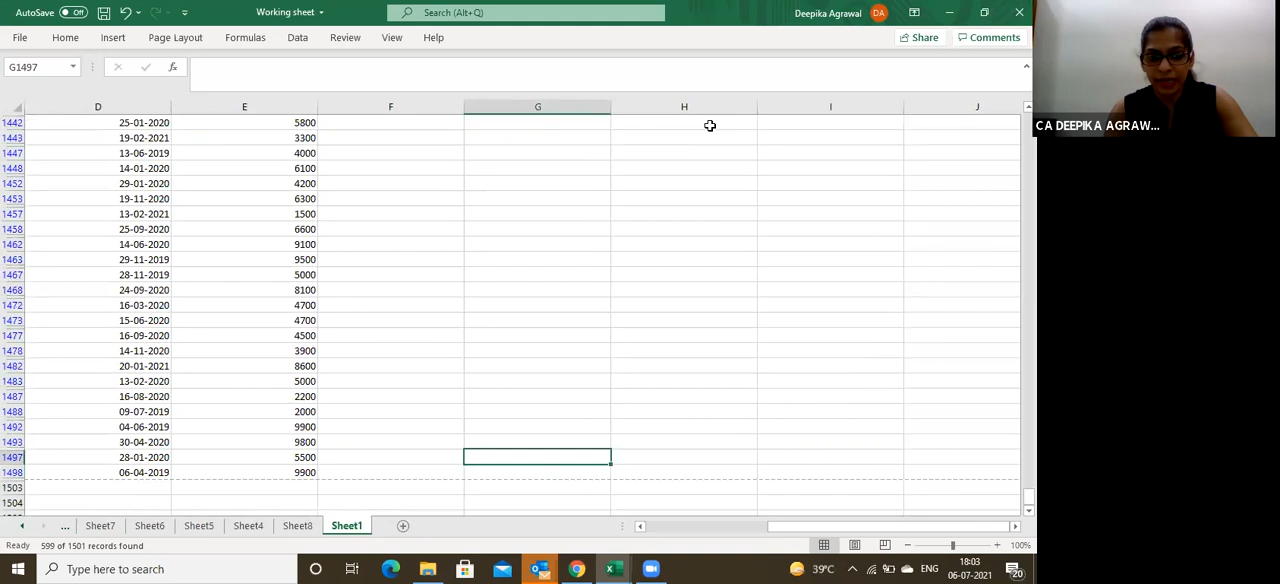 AutoSave Off
Working sheet
Search (Alt+Q)
Deepika Agrawal
DA
File Home Insert Page Layout Formulas Data Review View Help
Share
Comments
G1497
fx
D E F G H I J
1442 25-01-2020 5800
1443 19-02-2021 3300
1447 13-06-2019 4000
1448 14-01-2020 6100
1452 29-01-2020 4200
1453 19-11-2020 6300
1457 13-02-2021 1500
1458 25-09-2020 6600
1462 14-06-2020 9100
1463 29-11-2019 9500
1467 28-11-2019 5000
1468 24-09-2020 8100
1472 16-03-2020 4700
1473 15-06-2020 4700
1477 16-09-2020 4500
1478 14-11-2020 3900
1482 20-01-2021 8600
1483 13-02-2020 5000
1487 16-08-2020 2200
1488 09-07-2019 2000
1492 04-06-2019 9900
1493 30-04-2020 9800
1497 28-01-2020 5500
1498 06-04-2019 9900
1503
1504
... Sheet7 Sheet6 Sheet5 Sheet4 Sheet8 Sheet1
Ready 599 of 1501 records found
100%
Type here to search
39°C
ENG
18:03
06-07-2021
20
CA DEEPIKA AGRAW...